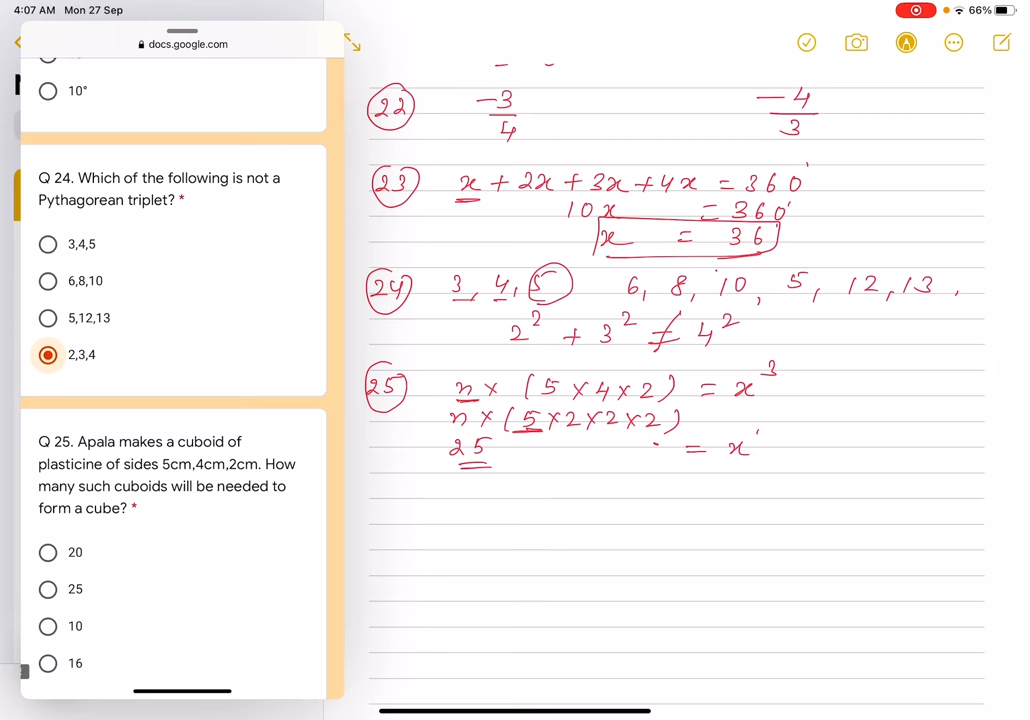 4:07 AM Mon 27 Sep
66%
docs.google.com
10°
Q 24. Which of the following is not a
Pythagorean triplet? *
3,4,5
6,8,10
5,12,13
2,3,4
Q 25. Apala makes a cuboid of
plasticine of sides 5cm,4cm,2cm. How
many such cuboids will be needed to
form a cube? *
20
25
10
16
22 -3/4 -4/3
23 x + 2x + 3x + 4x = 360°
10x = 360°
x = 36
24 3, 4, 5 6, 8, 10, 5, 12, 13,
2² + 3² ≠ 4²
25 n × (5 × 4 × 2) = x³
n × (5 × 2 × 2 × 2)
25 = x